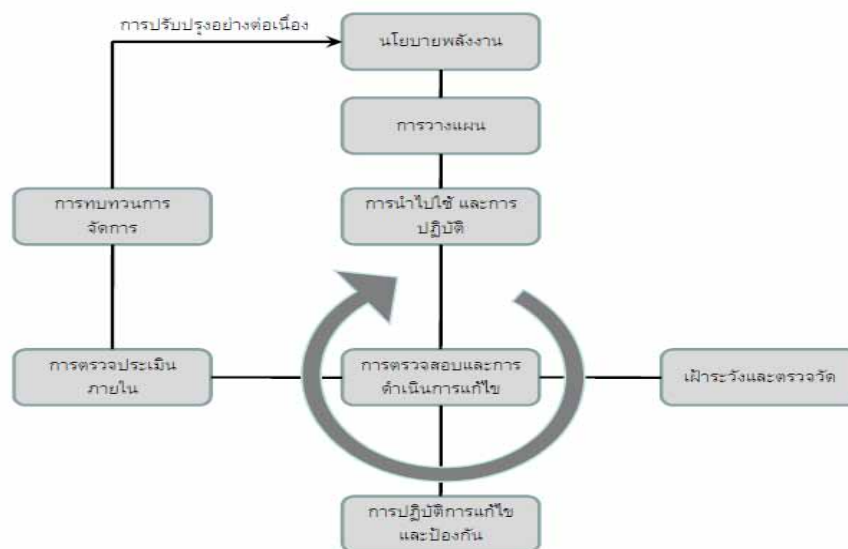 การปรับปรุงอย่างต่อเนื่อง
นโยบายพลังงาน
การวางแผน
การทบทวนการ
จัดการ
การนำไปใช้ และการ
ปฏิบัติ
การตรวจประเมิน
ภายใน
การตรวจสอบและการ
ดำเนินการแก้ไข
เฝ้าระวังและตรวจวัด
การปฏิบัติการแก้ไข
และป้องกัน